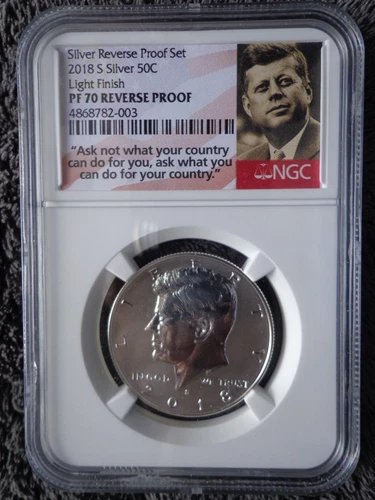 Silver Reverse Proof Set
2018 S Silver 50C
Light Finish
PF 70 REVERSE PROOF
4868782-003
"Ask not what your country
can do for you, ask what you
can do for your country."
NGC
LIBERTY
IN GOD WE TRUST
S
2018